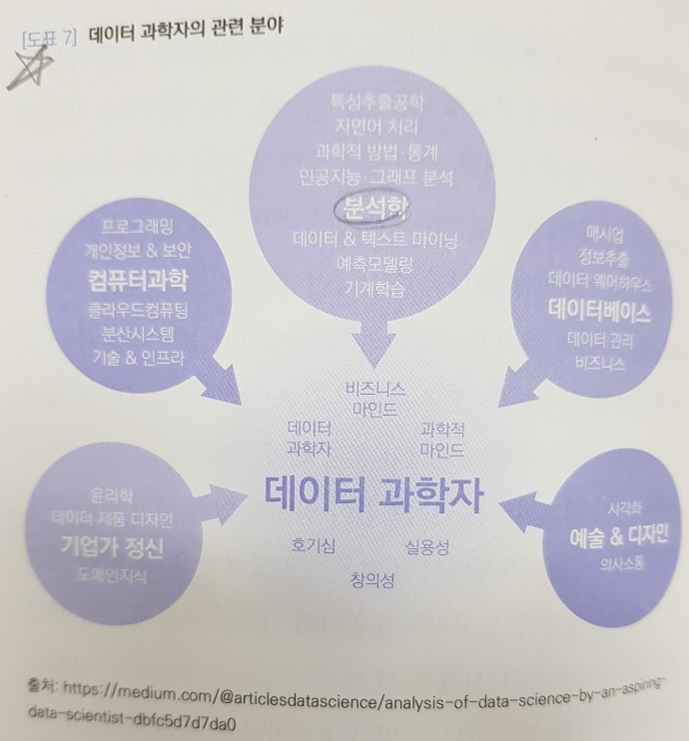 [도표 7] 데이터 과학자의 관련 분야
특성추출공학
자연어 처리
과학적 방법·통계
인공지능·그래프 분석
분석학
데이터 & 텍스트 마이닝
예측모델링
기계학습
프로그래밍
개인정보 & 보안
컴퓨터과학
클라우드컴퓨팅
분산시스템
기술 & 인프라
매시업
정보추출
데이터 웨어하우스
데이터베이스
데이터 관리
비즈니스
윤리학
데이터 제품 디자인
기업가 정신
도메인지식
시각화
예술 & 디자인
의사소통
비즈니스
마인드
데이터
과학자
과학적
마인드
데이터 과학자
호기심
실용성
창의성
출처: https://medium.com/@articlesdatascience/analysis-of-data-science-by-an-aspiring-
data-scientist-dbfc5d7d7da0